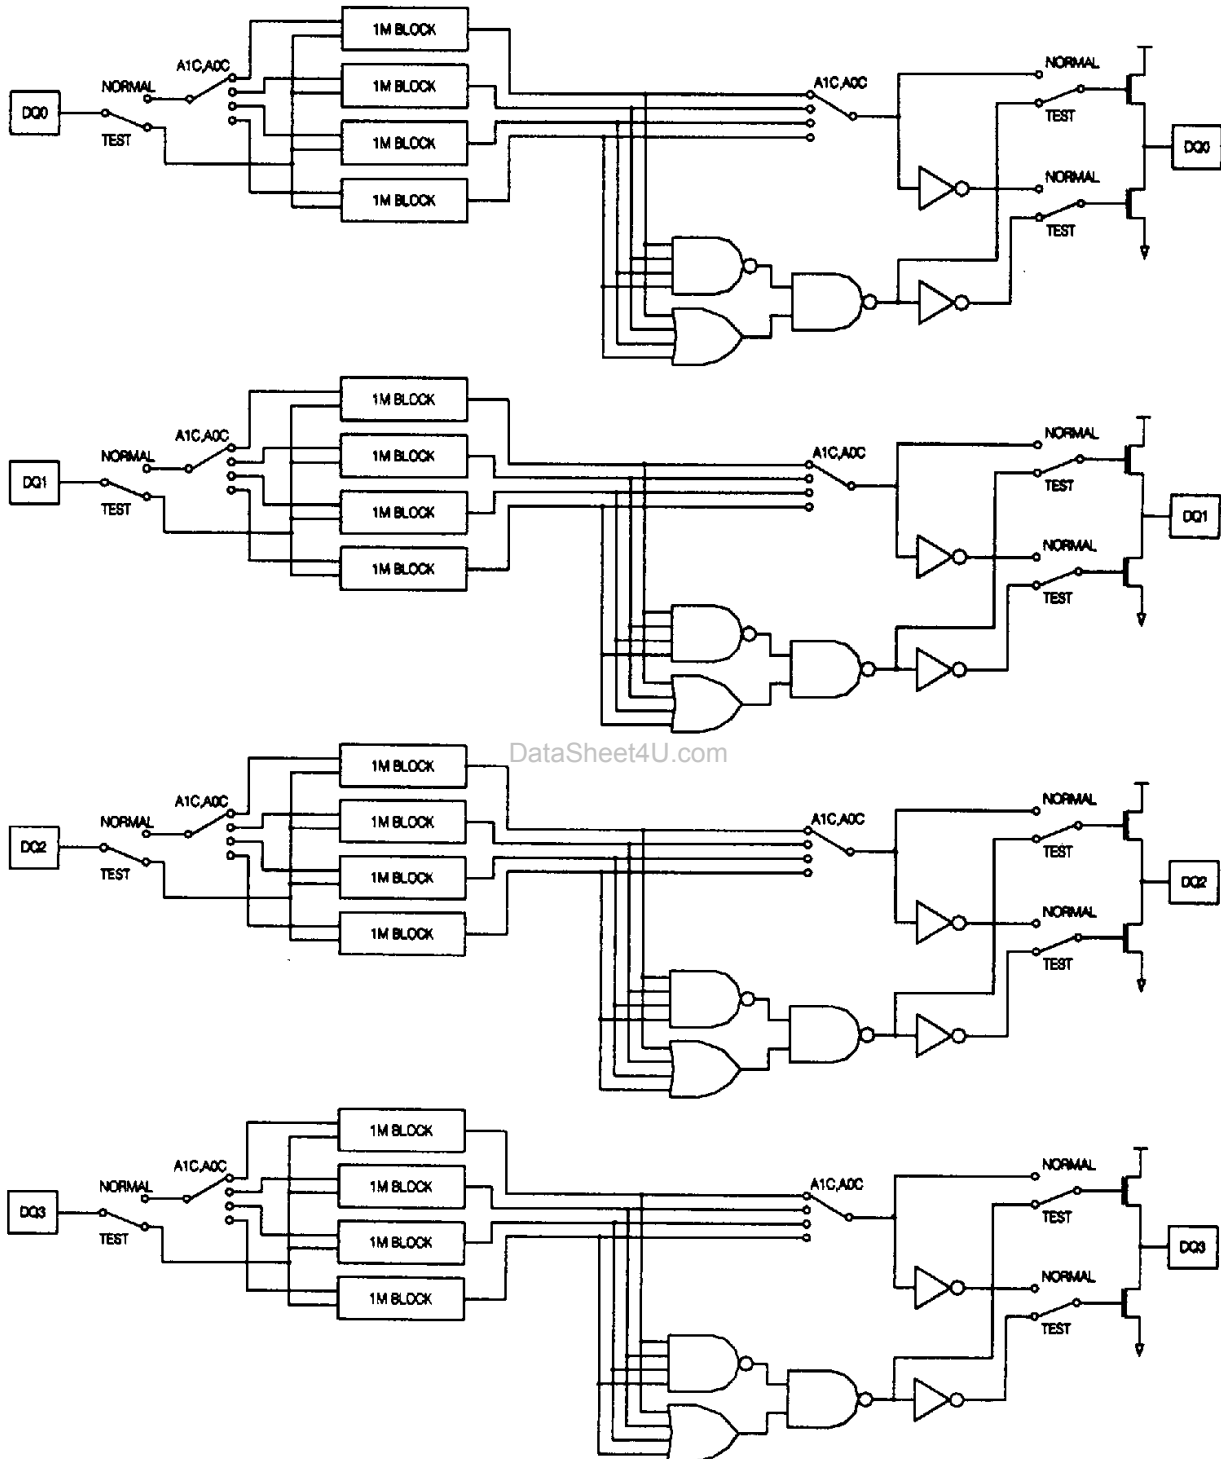 1M BLOCK
A1C,A0C
1M BLOCK
NORMAL
NORMAL
A1C,A0C
DQ0
TEST
TEST
1M BLOCK
DQ0
NORMAL
1M BLOCK
TEST
1M BLOCK
A1C,A0C
NORMAL
1M BLOCK
NORMAL
A1C,A0C
DQ1
TEST
TEST
1M BLOCK
DQ1
NORMAL
1M BLOCK
TEST
DataSheet4U.com
1M BLOCK
A1C,A0C
NORMAL
1M BLOCK
NORMAL
A1C,A0C
DQ2
TEST
TEST
1M BLOCK
DQ2
NORMAL
1M BLOCK
TEST
1M BLOCK
A1C,A0C
NORMAL
1M BLOCK
NORMAL
A1C,A0C
DQ3
TEST
TEST
1M BLOCK
DQ3
NORMAL
1M BLOCK
TEST